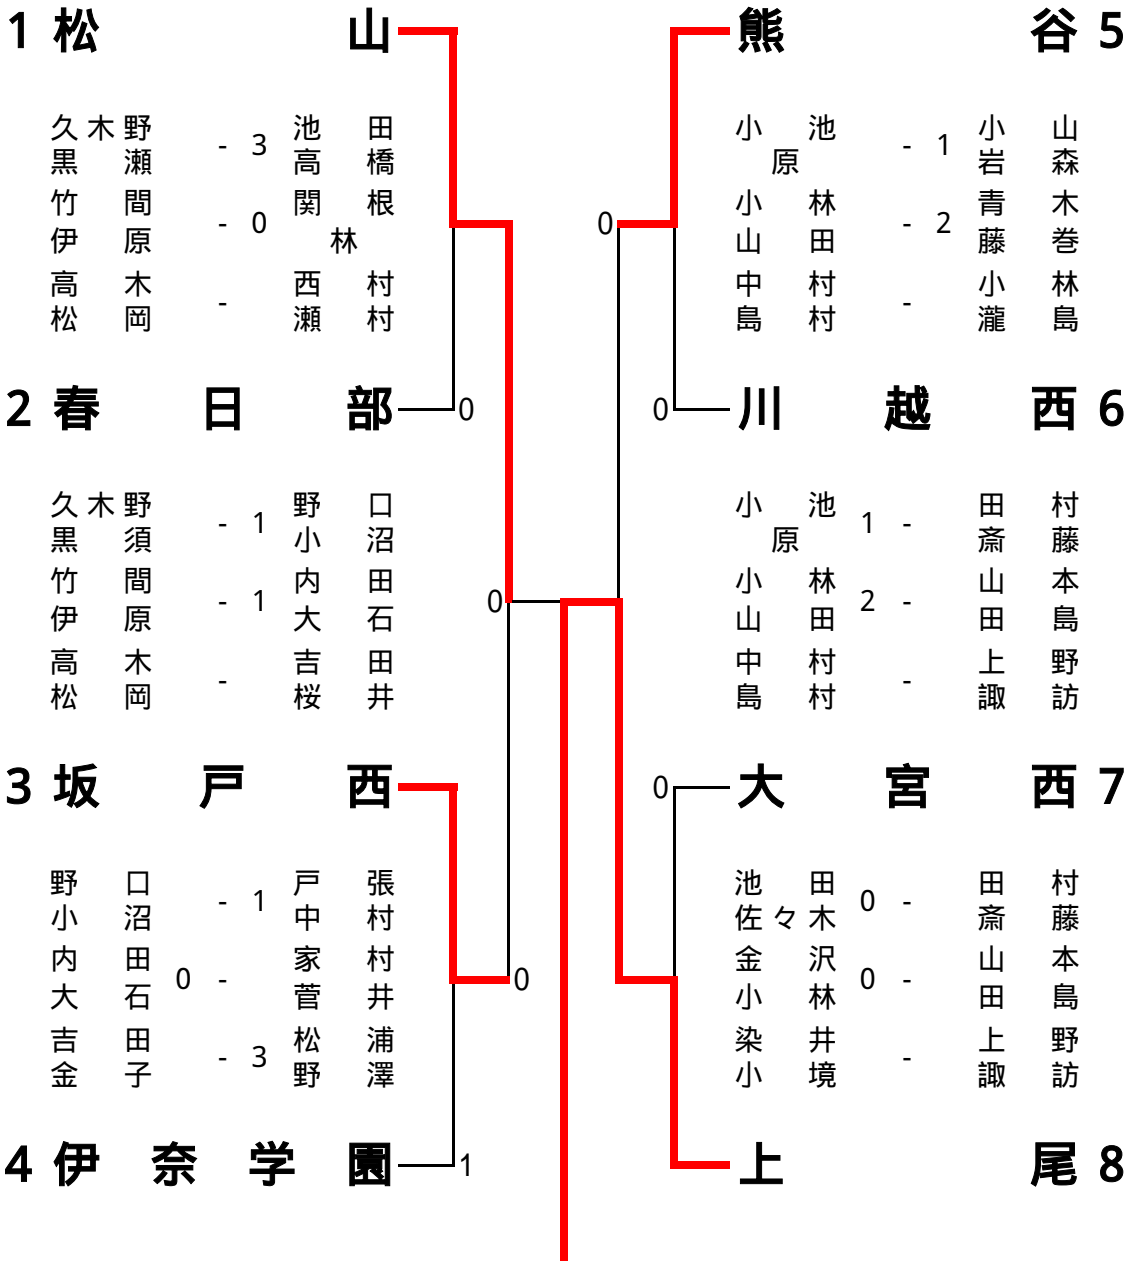 1 松山
熊谷 5
久木野 池田
- 3
黒瀬 高橋
竹間 関根
- 0
伊原 林
高木 西村
-
松岡 瀬村
小池 小山
- 1
原 岩森
小林 青木
0
- 2
山田 藤巻
中村 小林
-
島村 瀧島
2 春日部 0
0 川越西 6
久木野 野口
- 1
黒須 小沼
竹間 内田
- 1
伊原 大石
0
高木 吉田
-
松岡 桜井
小池 田村
1 -
原 斎藤
小林 山本
2 -
山田 田島
中村 上野
-
島村 諏訪
3 坂戸西
0 大宮西 7
野口 戸張
- 1
小沼 中村
内田 家村
0 -
大石 菅井
0
吉田 松浦
- 3
金子 野澤
池田 田村
0 -
佐々木 斎藤
金沢 山本
0 -
小林 田島
染井 上野
-
小境 諏訪
4 伊奈学園 1
上尾 8